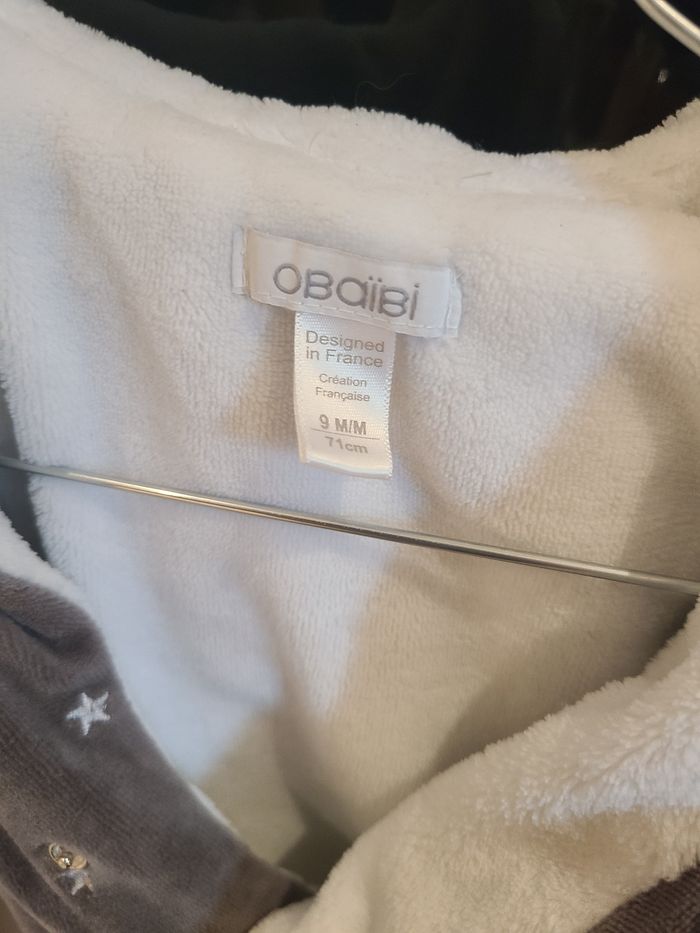 OBaïBi
Designed
in France
Création
Française
9 M/M
71cm